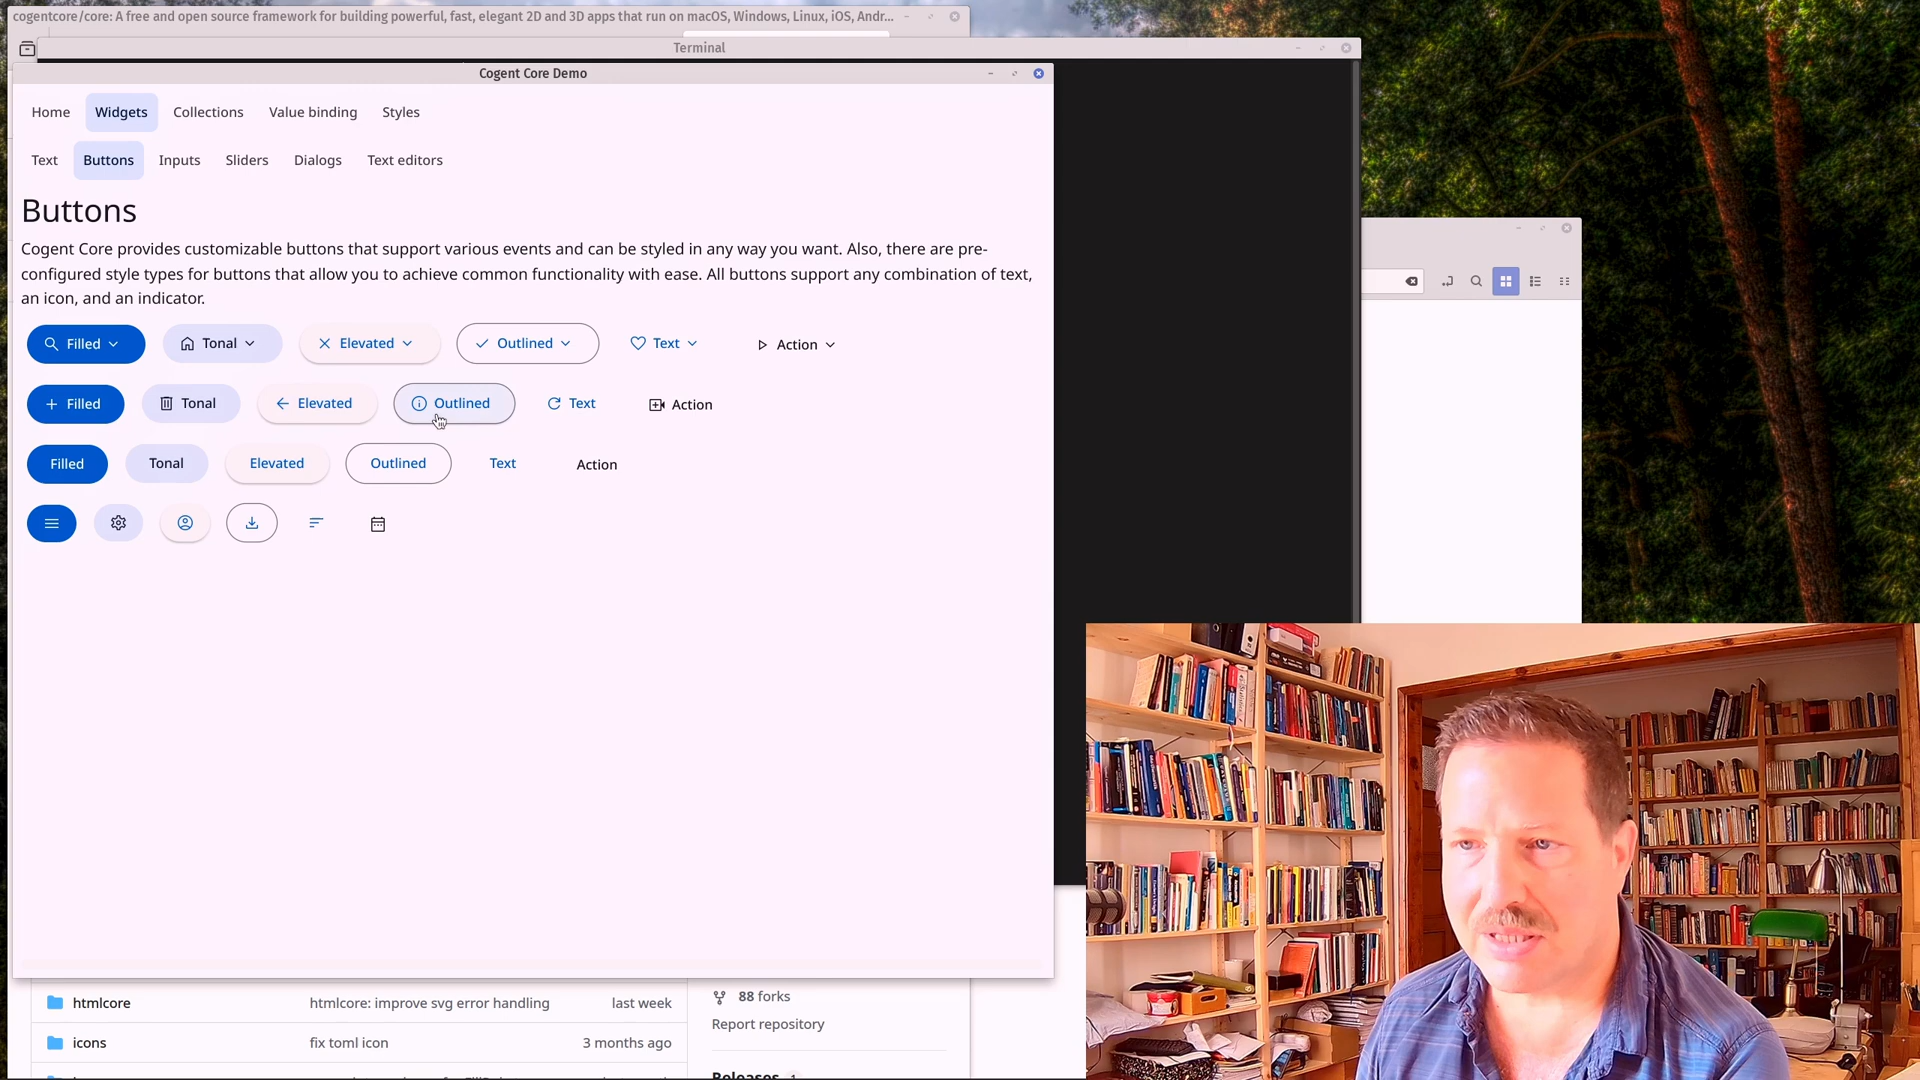 cogentcore/core: A free and open source framework for building powerful, fast, elegant 2D and 3D apps that run on macOS, Windows, Linux, iOS, Andr...
Terminal
Cogent Core Demo
Home Widgets Collections Value binding Styles
Text Buttons Inputs Sliders Dialogs Text editors
Buttons
Cogent Core provides customizable buttons that support various events and can be styled in any way you want. Also, there are pre-
configured style types for buttons that allow you to achieve common functionality with ease. All buttons support any combination of text,
an icon, and an indicator.
Filled Tonal Elevated Outlined Text Action
Filled Tonal Elevated Outlined Text Action
Filled Tonal Elevated Outlined Text Action
htmlcore htmlcore: improve svg error handling last week
88 forks
Report repository
icons fix toml icon 3 months ago
Releases 1